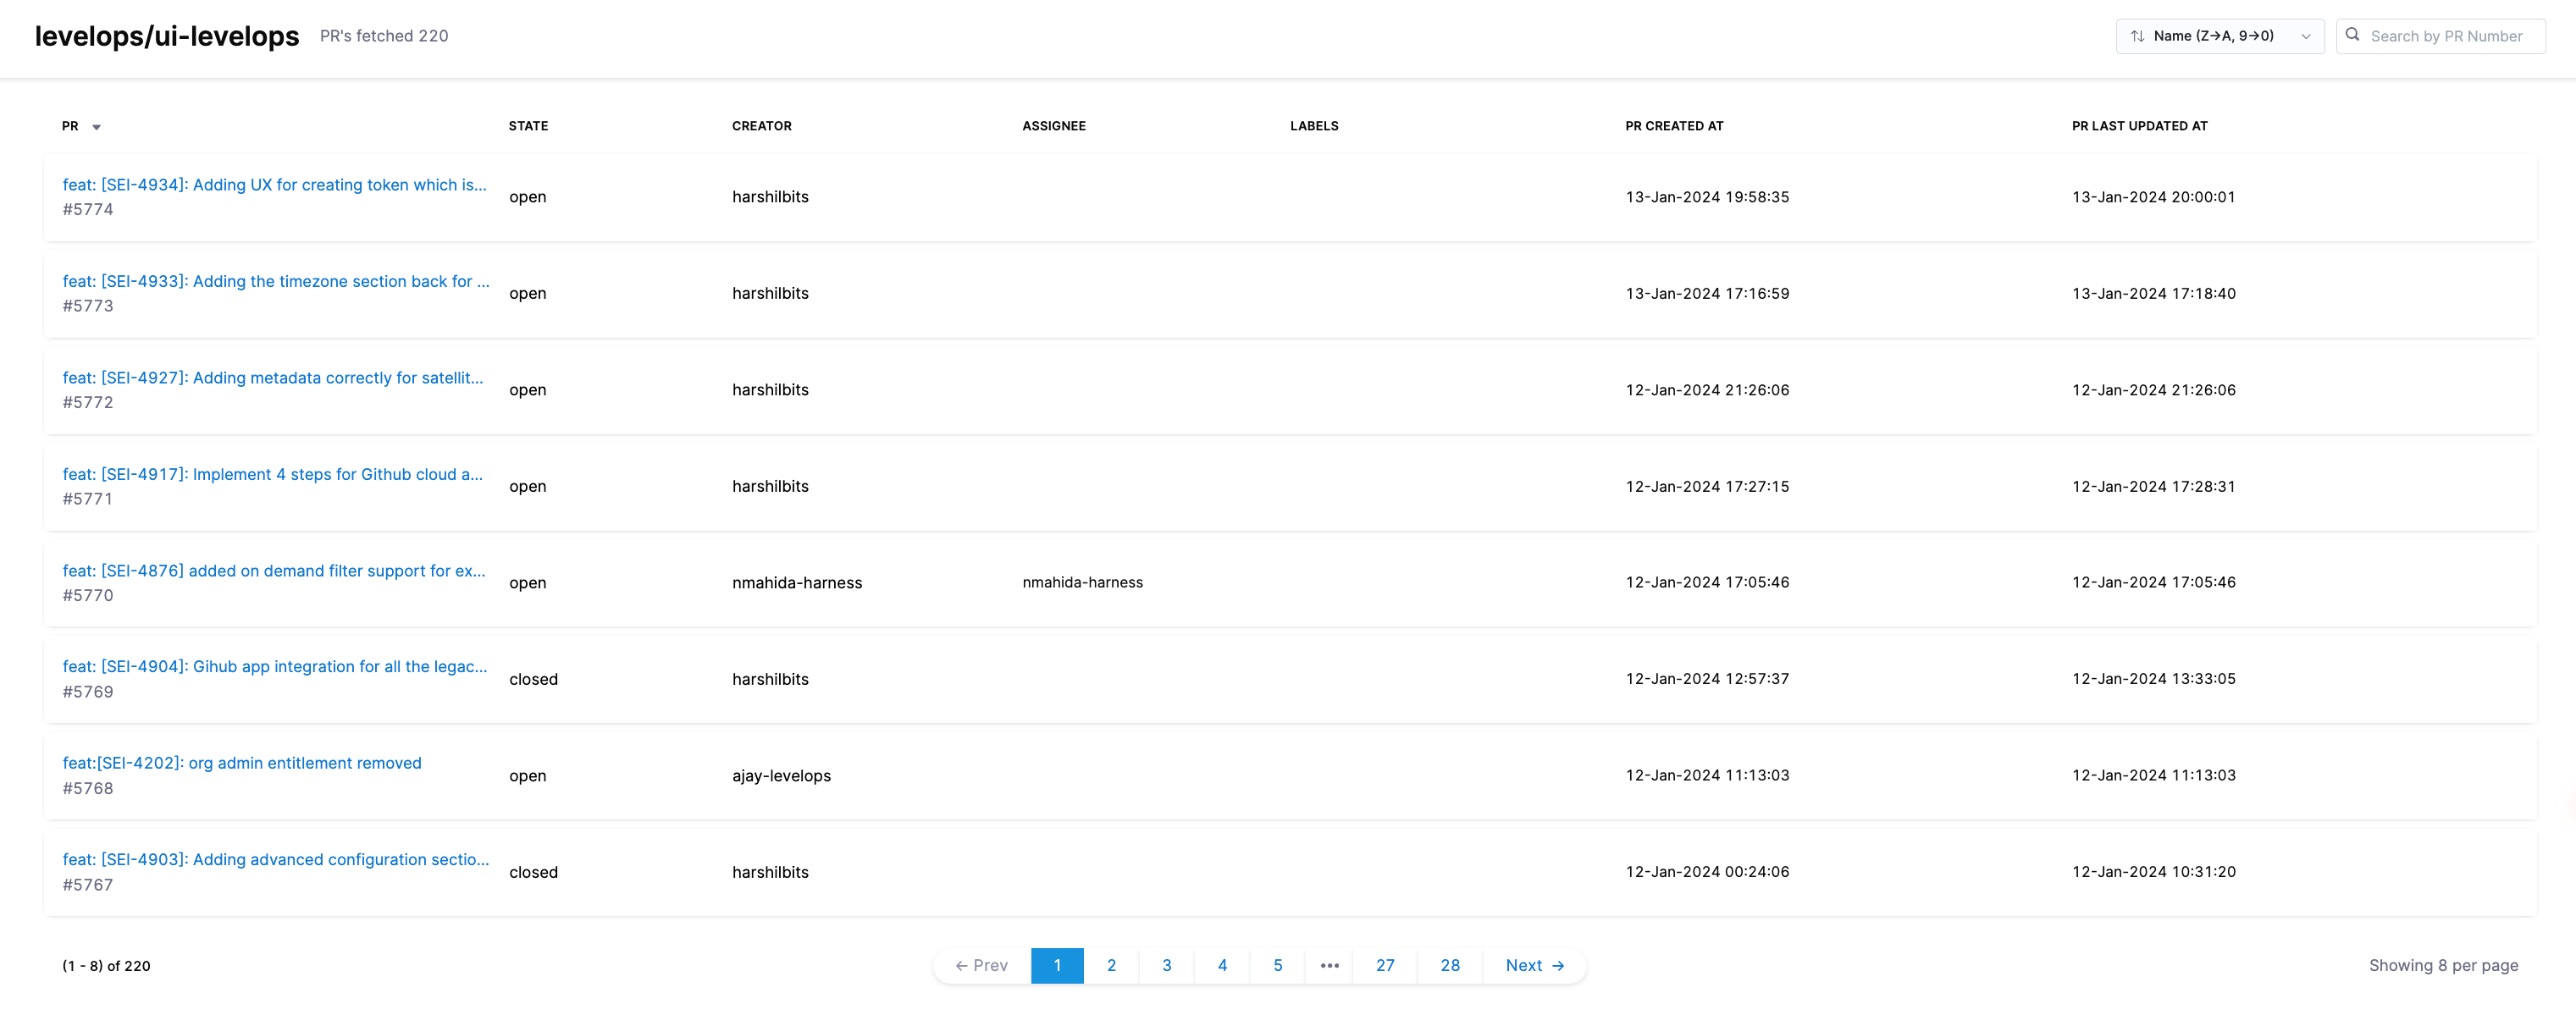 levelops/ui-levelops PR's fetched 220 Name (Z→A, 9→0) Search by PR Number
PR STATE CREATOR ASSIGNEE LABELS PR CREATED AT PR LAST UPDATED AT
feat: [SEI-4934]: Adding UX for creating token which is...
#5774
open harshilbits 13-Jan-2024 19:58:35 13-Jan-2024 20:00:01
feat: [SEI-4933]: Adding the timezone section back for ...
#5773
open harshilbits 13-Jan-2024 17:16:59 13-Jan-2024 17:18:40
feat: [SEI-4927]: Adding metadata correctly for satellit...
#5772
open harshilbits 12-Jan-2024 21:26:06 12-Jan-2024 21:26:06
feat: [SEI-4917]: Implement 4 steps for Github cloud a...
#5771
open harshilbits 12-Jan-2024 17:27:15 12-Jan-2024 17:28:31
feat: [SEI-4876] added on demand filter support for ex...
#5770
open nmahida-harness nmahida-harness 12-Jan-2024 17:05:46 12-Jan-2024 17:05:46
feat: [SEI-4904]: Gihub app integration for all the legac...
#5769
closed harshilbits 12-Jan-2024 12:57:37 12-Jan-2024 13:33:05
feat:[SEI-4202]: org admin entitlement removed
#5768
open ajay-levelops 12-Jan-2024 11:13:03 12-Jan-2024 11:13:03
feat: [SEI-4903]: Adding advanced configuration sectio...
#5767
closed harshilbits 12-Jan-2024 00:24:06 12-Jan-2024 10:31:20
(1 - 8) of 220 ← Prev 1 2 3 4 5 ••• 27 28 Next → Showing 8 per page